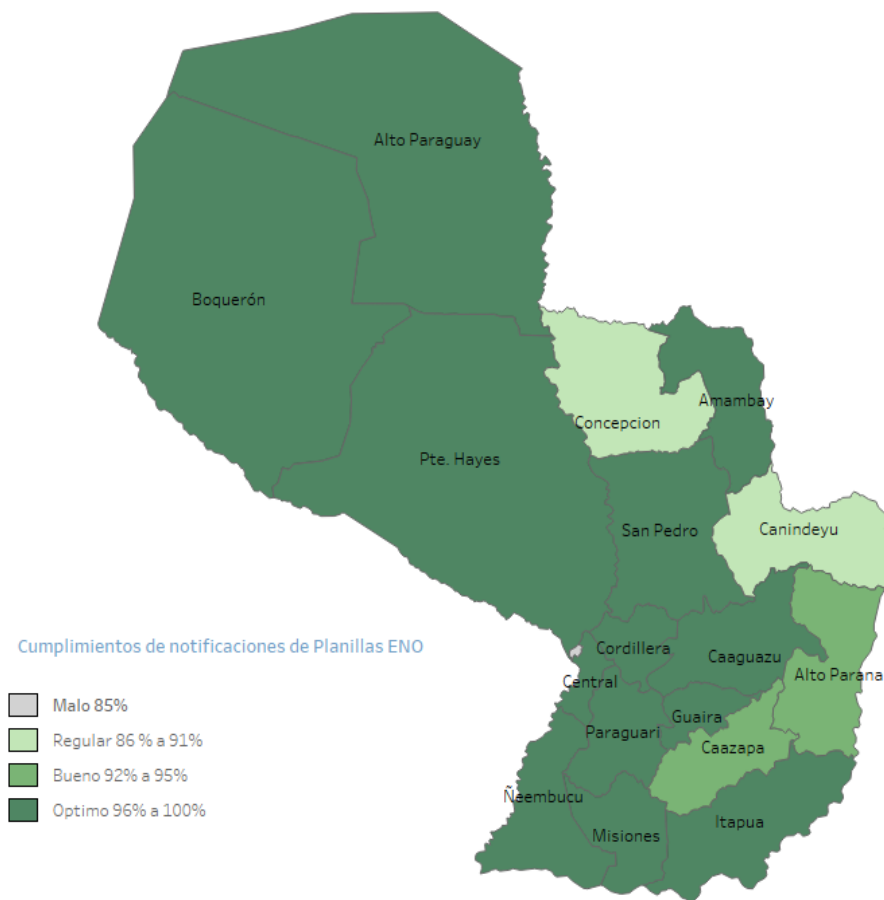 Alto Paraguay
Boquerón
Amambay
Concepcion
Pte. Hayes
San Pedro
Canindeyu
Cumplimientos de notificaciones de Planillas ENO
Cordillera
Caaguazu
Alto Parana
Central
Guaira
Paraguari
Caazapa
Malo 85%
Regular 86 % a 91%
Bueno 92% a 95%
Optimo 96% a 100%
Ñeembucu
Misiones
Itapua